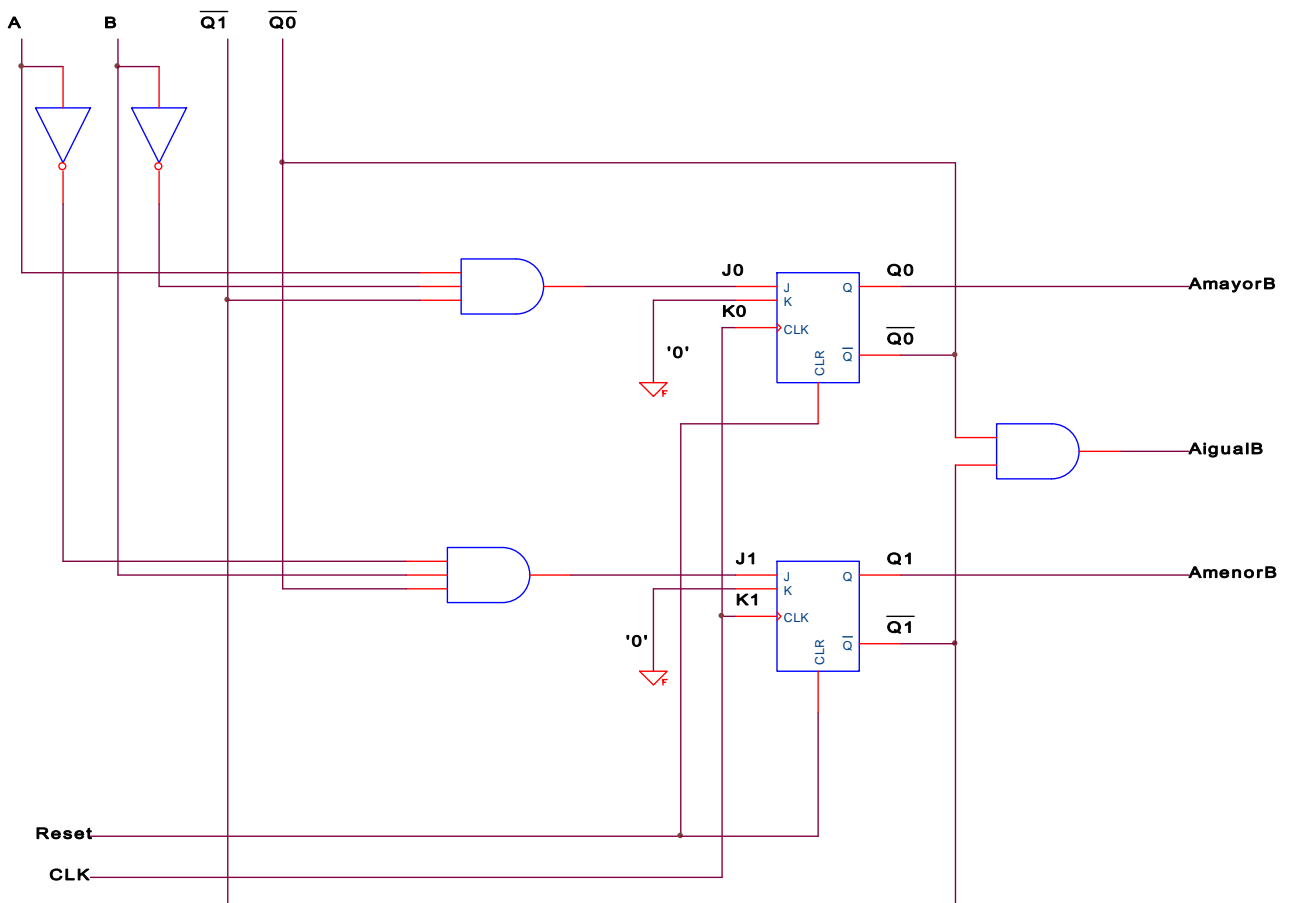 A B Q1 Q0
J0 Q0 AmayorB
J Q
K
K0
CLK
'0' Q0
CLR QI
F
AigualB
J1 Q1 AmenorB
J Q
K
K1
CLK
'0' Q1
CLR QI
F
Reset
CLK